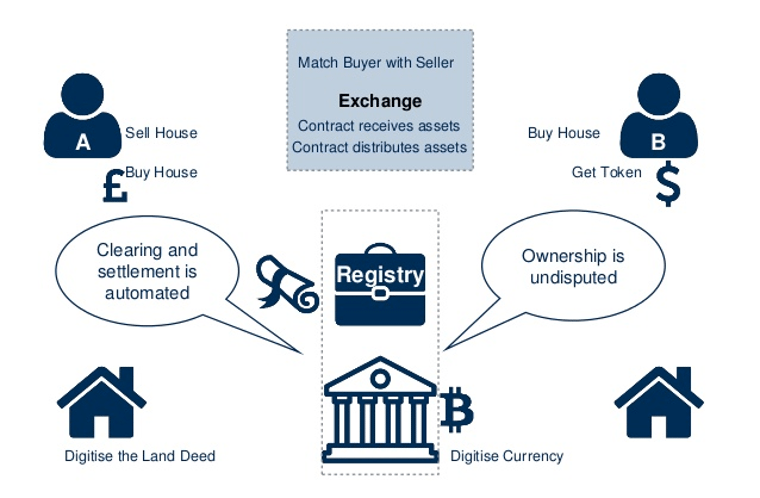 Match Buyer with Seller
Exchange
Contract receives assets
Contract distributes assets
A
Sell House
£
Buy House
Buy House
B
Get Token
$
Clearing and
settlement is
automated
Registry
Ownership is
undisputed
Digitise the Land Deed
Digitise Currency